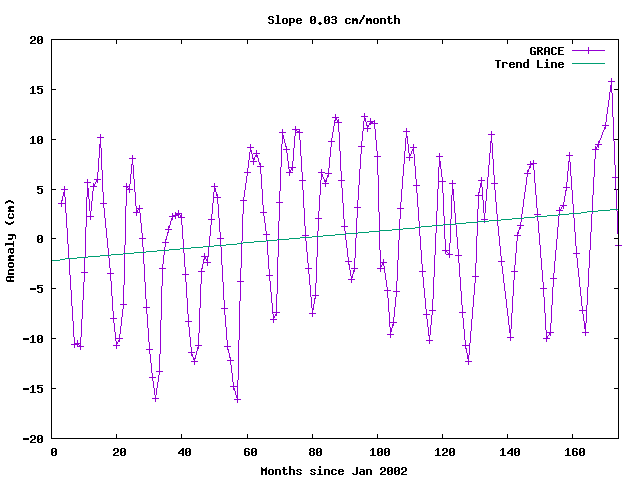 Slope 0.03 cm/month
GRACE
Trend Line
20
15
10
5
0
-5
-10
-15
-20
Anomaly (cm)
0 20 40 60 80 100 120 140 160
Months since Jan 2002